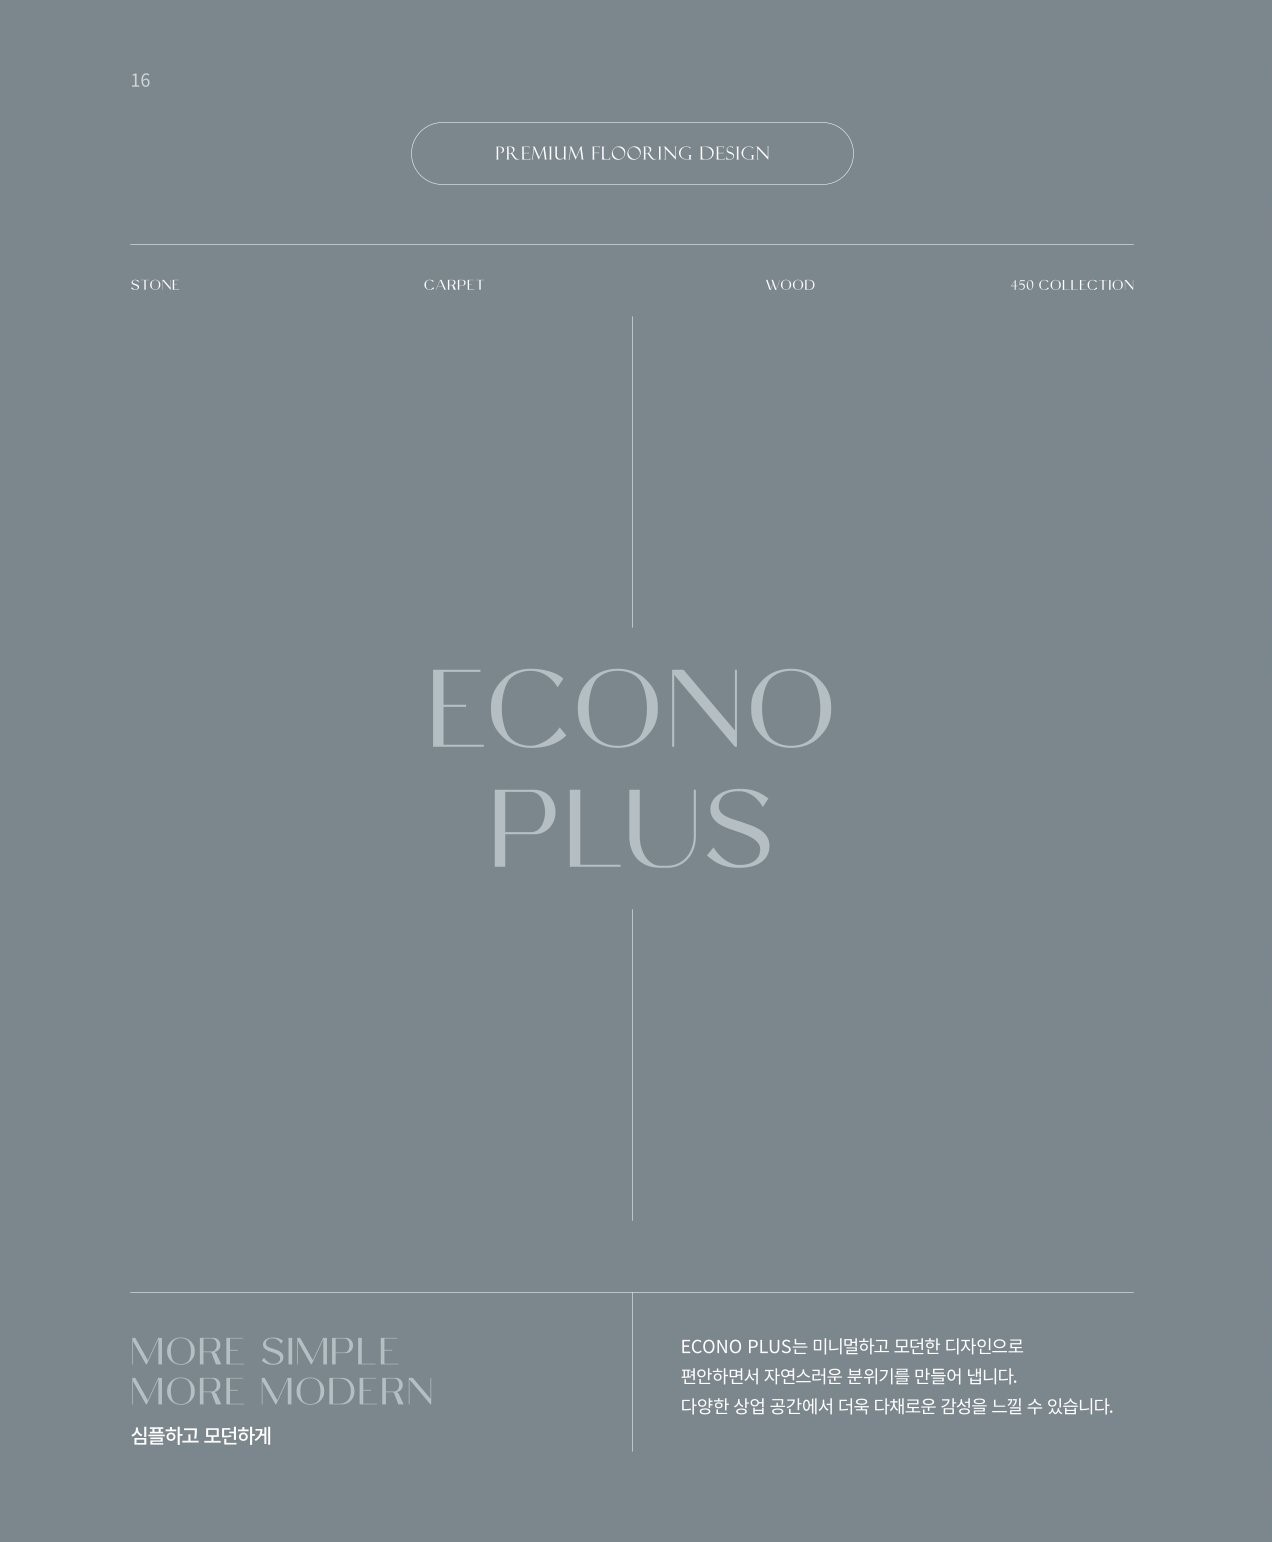 16
PREMIUM FLOORING DESIGN
STONE
CARPET
WOOD
450 COLLECTION
ECONO
PLUS
MORE SIMPLE
MORE MODERN
심플하고 모던하게
ECONO PLUS는 미니멀하고 모던한 디자인으로
편안하면서 자연스러운 분위기를 만들어 냅니다.
다양한 상업 공간에서 더욱 다채로운 감성을 느낄 수 있습니다.